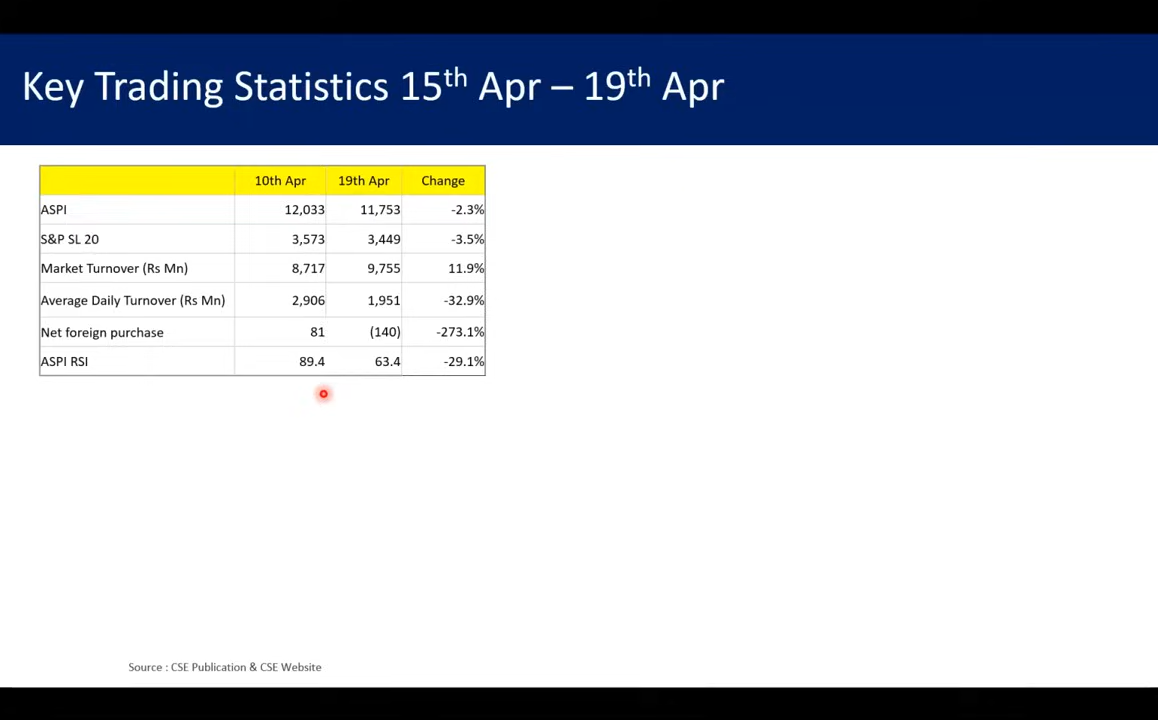 Key Trading Statistics 15th Apr – 19th Apr
10th Apr 19th Apr Change
ASPI 12,033 11,753 -2.3%
S&P SL 20 3,573 3,449 -3.5%
Market Turnover (Rs Mn) 8,717 9,755 11.9%
Average Daily Turnover (Rs Mn) 2,906 1,951 -32.9%
Net foreign purchase 81 (140) -273.1%
ASPI RSI 89.4 63.4 -29.1%
Source : CSE Publication & CSE Website